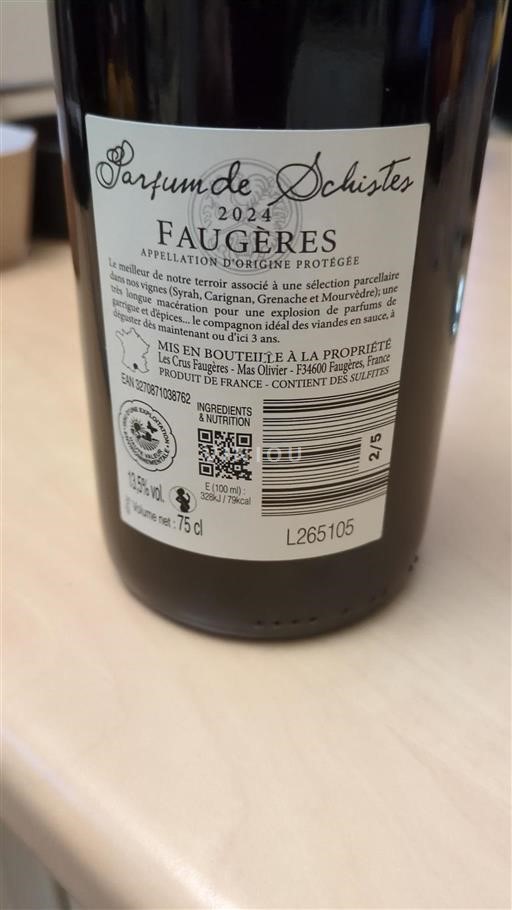 Parfum de Schistes
2024
FAUGÈRES
APPELLATION D'ORIGINE PROTÉGÉE
Le meilleur de notre terroir associé à une sélection parcellaire
dans nos vignes (Syrah, Carignan, Grenache et Mourvèdre); une
très longue macération pour une explosion de parfums de
garrigue et d'épices... le compagnon idéal des viandes en sauce, à
déguster dès maintenant ou d'ici 3 ans.
MIS EN BOUTEILLE À LA PROPRIÉTÉ
Les Crus Faugères - Mas Olivier - F34600 Faugères, France
PRODUIT DE FRANCE - CONTIENT DES SULFITES
EAN 3270871038762
INGREDIENTS
& NUTRITION
E (100 ml) :
328kJ / 79kcal
13,5% vol.
Volume net : 75 cl
2/5
L265105